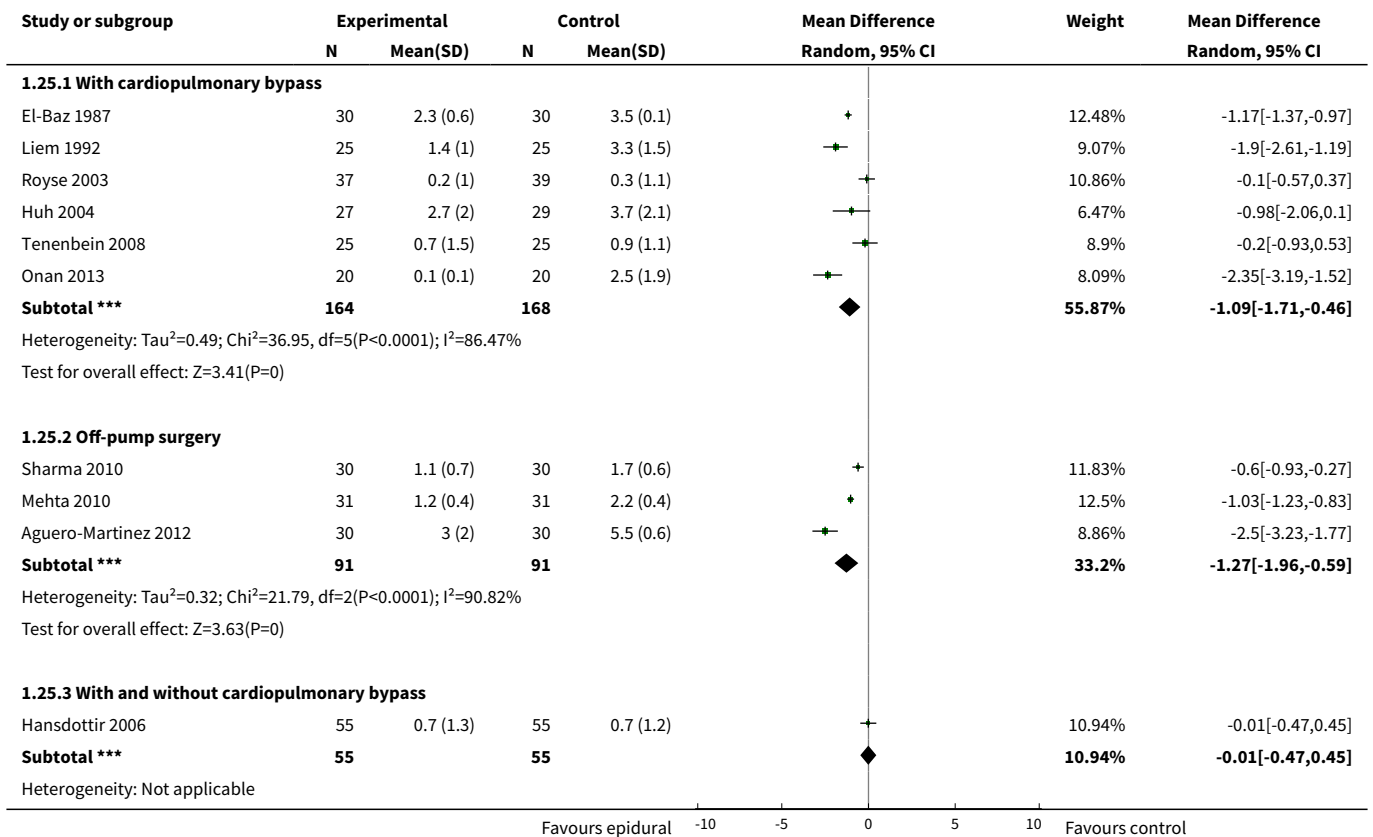 Study or subgroup Experimental Control Mean Difference Weight Mean Difference
N Mean(SD) N Mean(SD) Random, 95% CI Random, 95% CI
1.25.1 With cardiopulmonary bypass
El-Baz 1987 30 2.3 (0.6) 30 3.5 (0.1) 12.48% -1.17[-1.37,-0.97]
Liem 1992 25 1.4 (1) 25 3.3 (1.5) 9.07% -1.9[-2.61,-1.19]
Royse 2003 37 0.2 (1) 39 0.3 (1.1) 10.86% -0.1[-0.57,0.37]
Huh 2004 27 2.7 (2) 29 3.7 (2.1) 6.47% -0.98[-2.06,0.1]
Tenenbein 2008 25 0.7 (1.5) 25 0.9 (1.1) 8.9% -0.2[-0.93,0.53]
Onan 2013 20 0.1 (0.1) 20 2.5 (1.9) 8.09% -2.35[-3.19,-1.52]
Subtotal *** 164 168 55.87% -1.09[-1.71,-0.46]
Heterogeneity: Tau²=0.49; Chi²=36.95, df=5(P<0.0001); I²=86.47%
Test for overall effect: Z=3.41(P=0)
1.25.2 Off-pump surgery
Sharma 2010 30 1.1 (0.7) 30 1.7 (0.6) 11.83% -0.6[-0.93,-0.27]
Mehta 2010 31 1.2 (0.4) 31 2.2 (0.4) 12.5% -1.03[-1.23,-0.83]
Aguero-Martinez 2012 30 3 (2) 30 5.5 (0.6) 8.86% -2.5[-3.23,-1.77]
Subtotal *** 91 91 33.2% -1.27[-1.96,-0.59]
Heterogeneity: Tau²=0.32; Chi²=21.79, df=2(P<0.0001); I²=90.82%
Test for overall effect: Z=3.63(P=0)
1.25.3 With and without cardiopulmonary bypass
Hansdottir 2006 55 0.7 (1.3) 55 0.7 (1.2) 10.94% -0.01[-0.47,0.45]
Subtotal *** 55 55 10.94% -0.01[-0.47,0.45]
Heterogeneity: Not applicable
Favours epidural -10 -5 0 5 10 Favours control